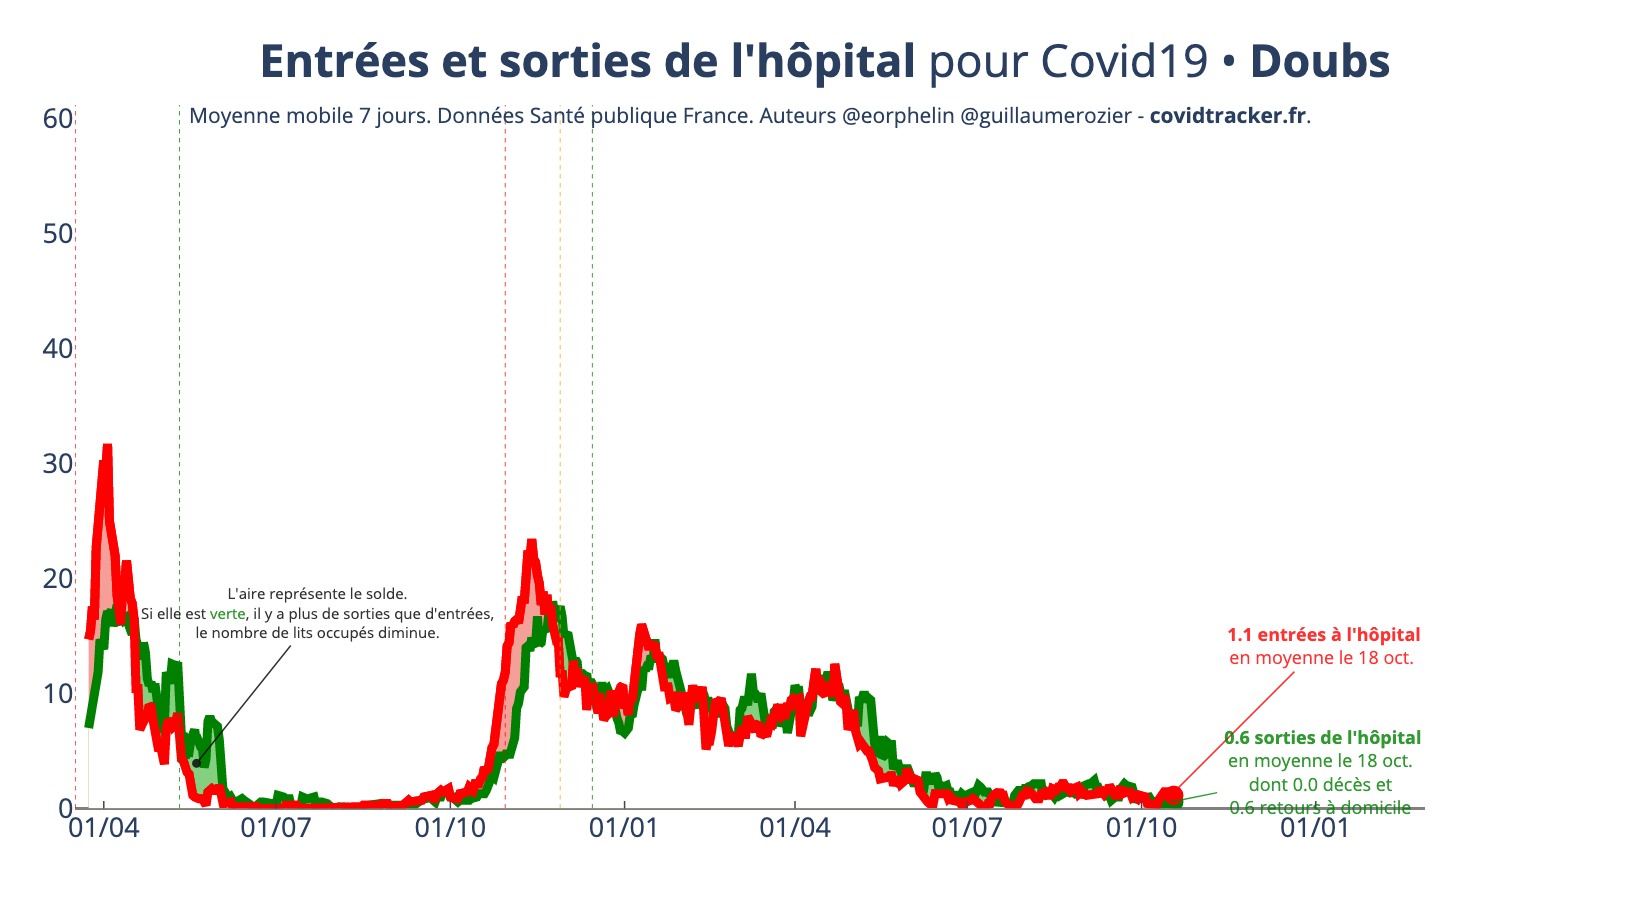 Entrées et sorties de l'hôpital pour Covid19 • Doubs
Moyenne mobile 7 jours. Données Santé publique France. Auteurs @eorphelin @guillaumerozier - covidtracker.fr.
60
50
40
30
20
10
0
L'aire représente le solde.
Si elle est verte, il y a plus de sorties que d'entrées,
le nombre de lits occupés diminue.
1.1 entrées à l'hôpital
en moyenne le 18 oct.
0.6 sorties de l'hôpital
en moyenne le 18 oct.
dont 0.0 décès et
0.6 retours à domicile
01/04 01/07 01/10 01/01 01/04 01/07 01/10 01/01